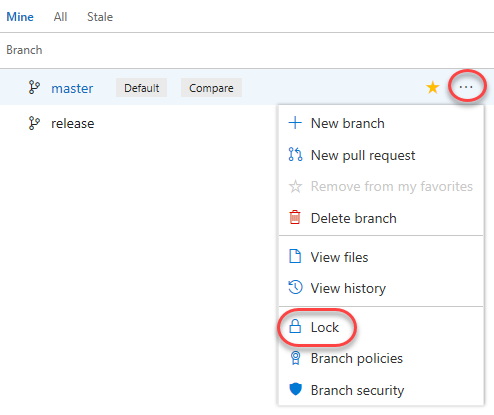 Mine All Stale
Branch
master Default Compare ...
release
New branch
New pull request
Remove from my favorites
Delete branch
View files
View history
Lock
Branch policies
Branch security